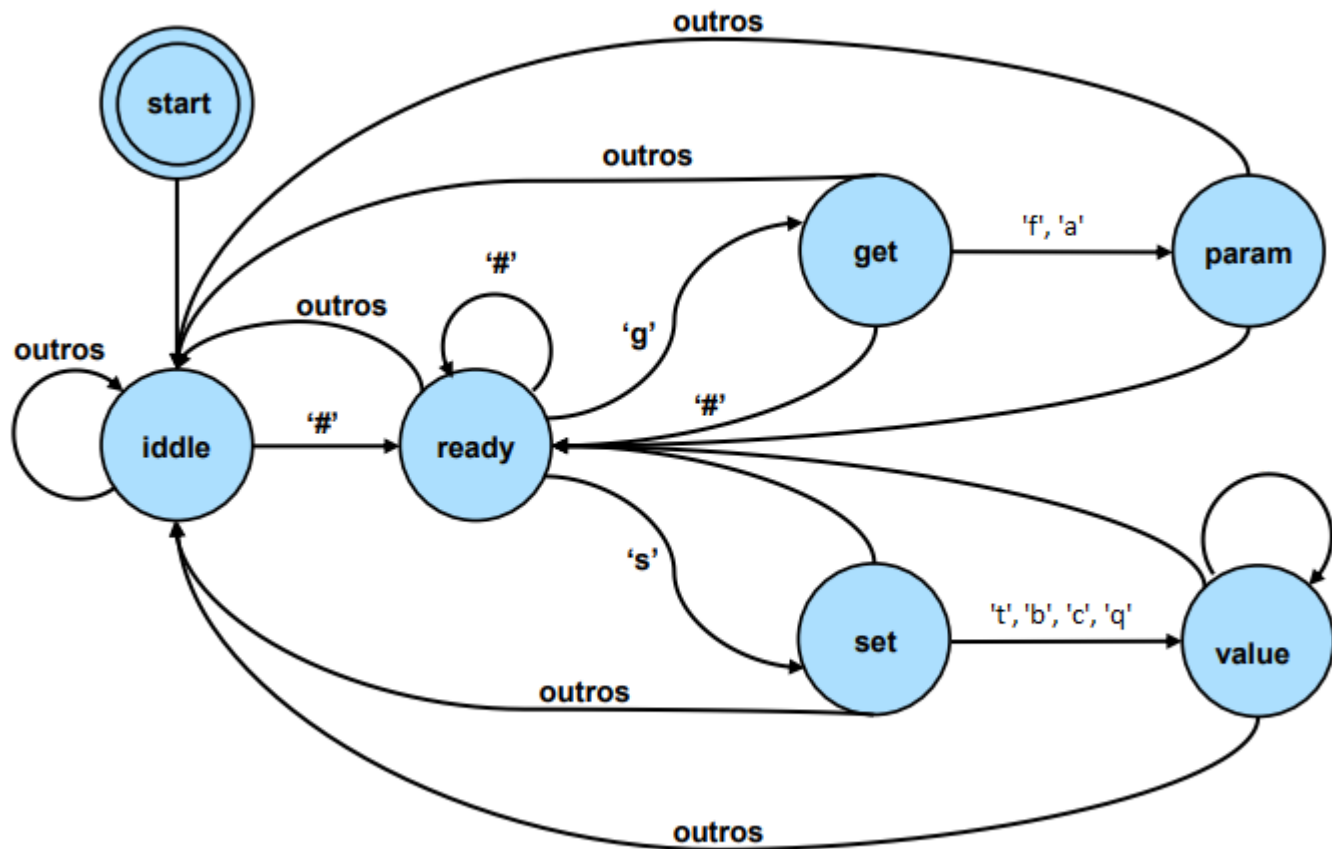 outros
start
outros
'f', 'a'
get
param
‘#’
outros
‘g’
outros
‘#’
‘#’
iddle
ready
‘s’
't', 'b', 'c', 'q'
set
value
outros
outros